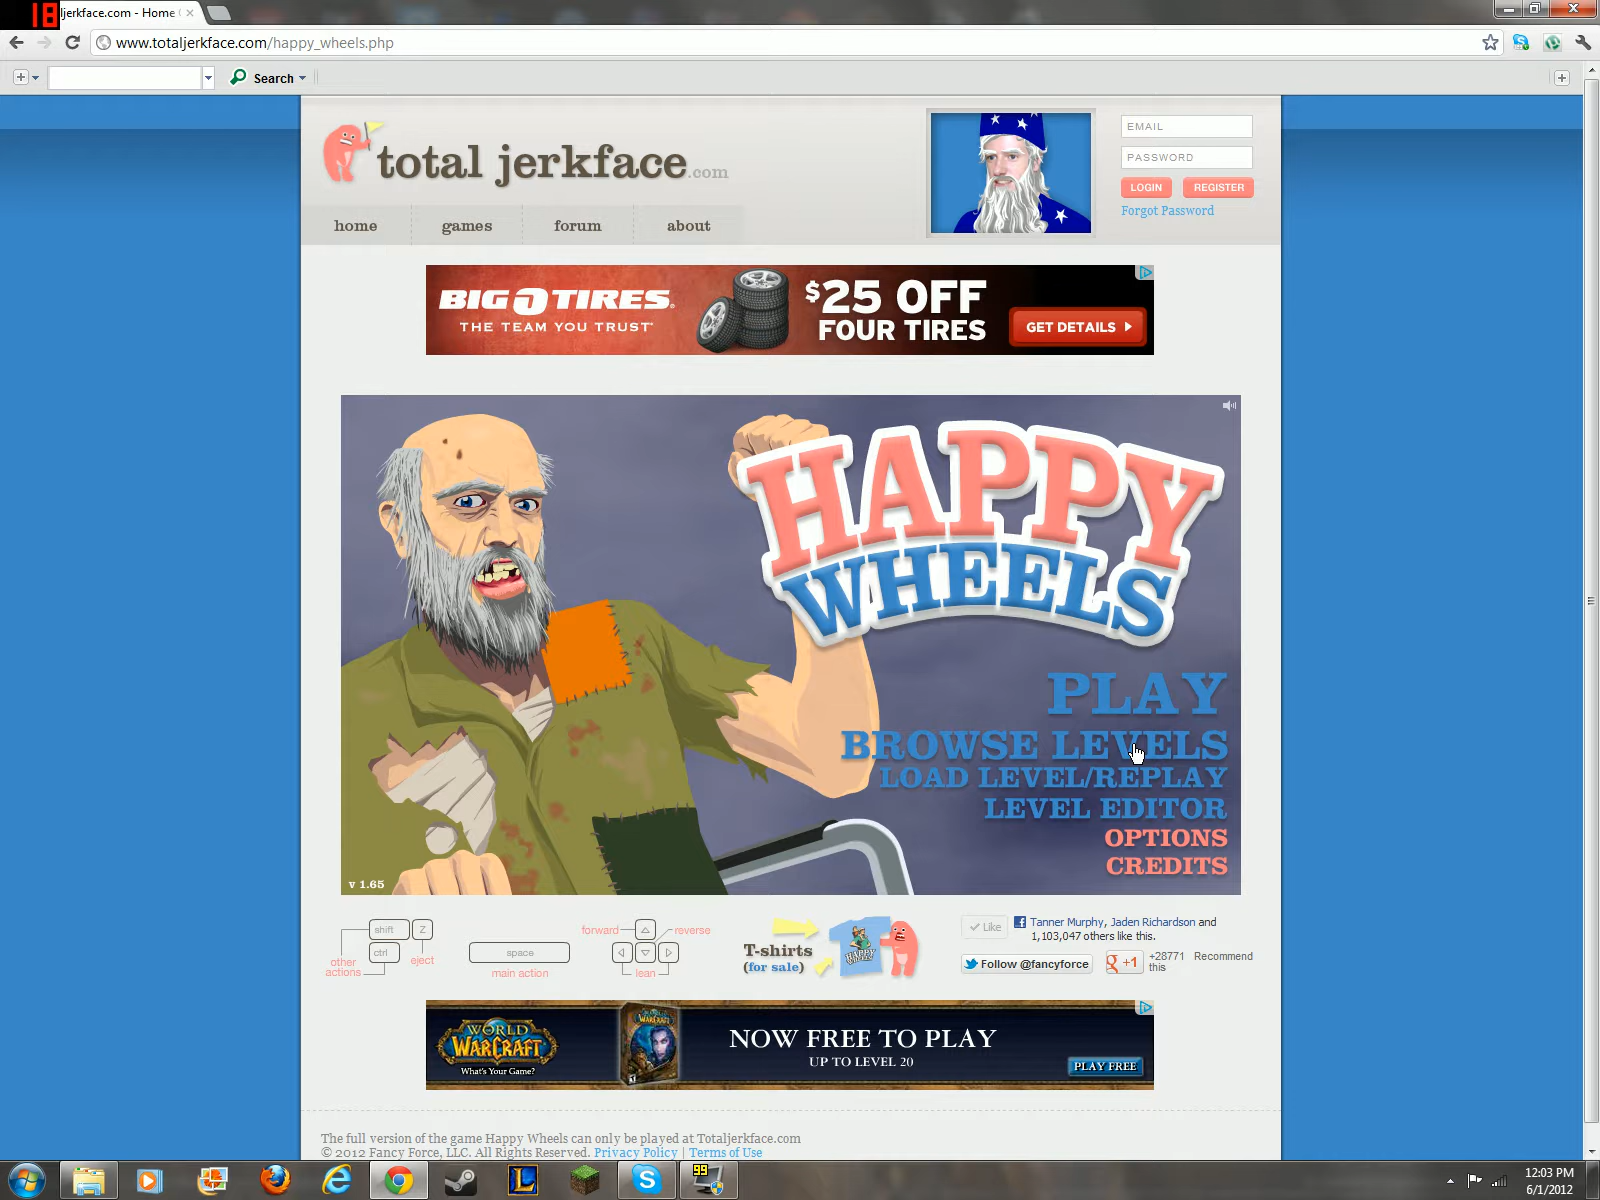 18
jerkface.com - Home
www.totaljerkface.com/happy_wheels.php
Search
total jerkface.com
EMAIL
PASSWORD
LOGIN REGISTER
Forgot Password
home games forum about
BIG O TIRES
THE TEAM YOU TRUST
$25 OFF
FOUR TIRES
GET DETAILS
HAPPY
WHEELS
PLAY
BROWSE LEVELS
LOAD LEVEL/REPLAY
LEVEL EDITOR
OPTIONS
CREDITS
v 1.65
shift Z
ctrl
other
actions
eject
space
main action
forward reverse
lean
T-shirts
(for sale)
HAPPY
Like
Tanner Murphy, Jaden Richardson and
1,103,047 others like this.
Follow @fancyforce
g +1
+28771 Recommend
this
WORLD
WARCRAFT
What's Your Game?
NOW FREE TO PLAY
UP TO LEVEL 20
PLAY FREE
The full version of the game Happy Wheels can only be played at Totaljerkface.com
© 2012 Fancy Force, LLC. All Rights Reserved. Privacy Policy | Terms of Use
99
12:03 PM
6/1/2012